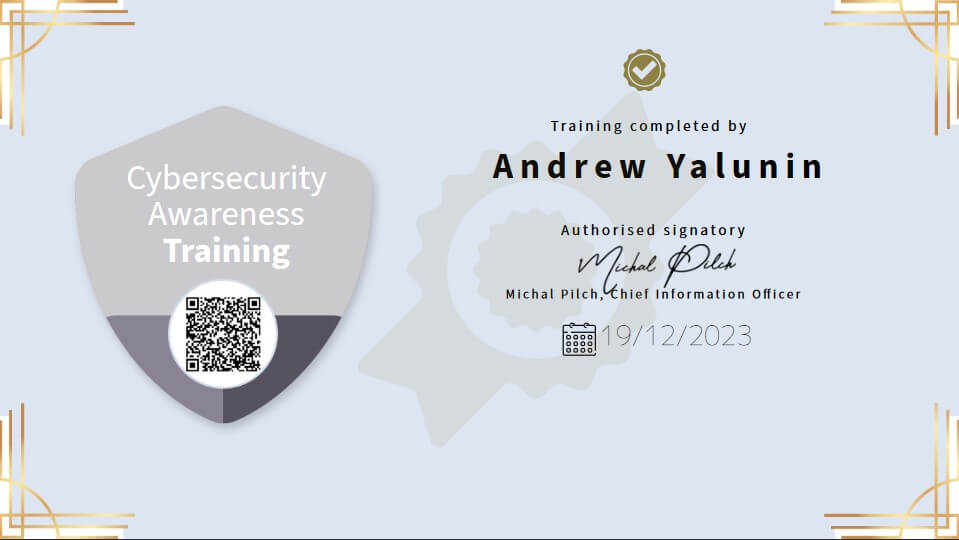 Cybersecurity
Awareness
Training
Training completed by
Andrew Yalunin
Authorised signatory
Michal Pilch
Michal Pilch, Chief Information Officer
19/12/2023